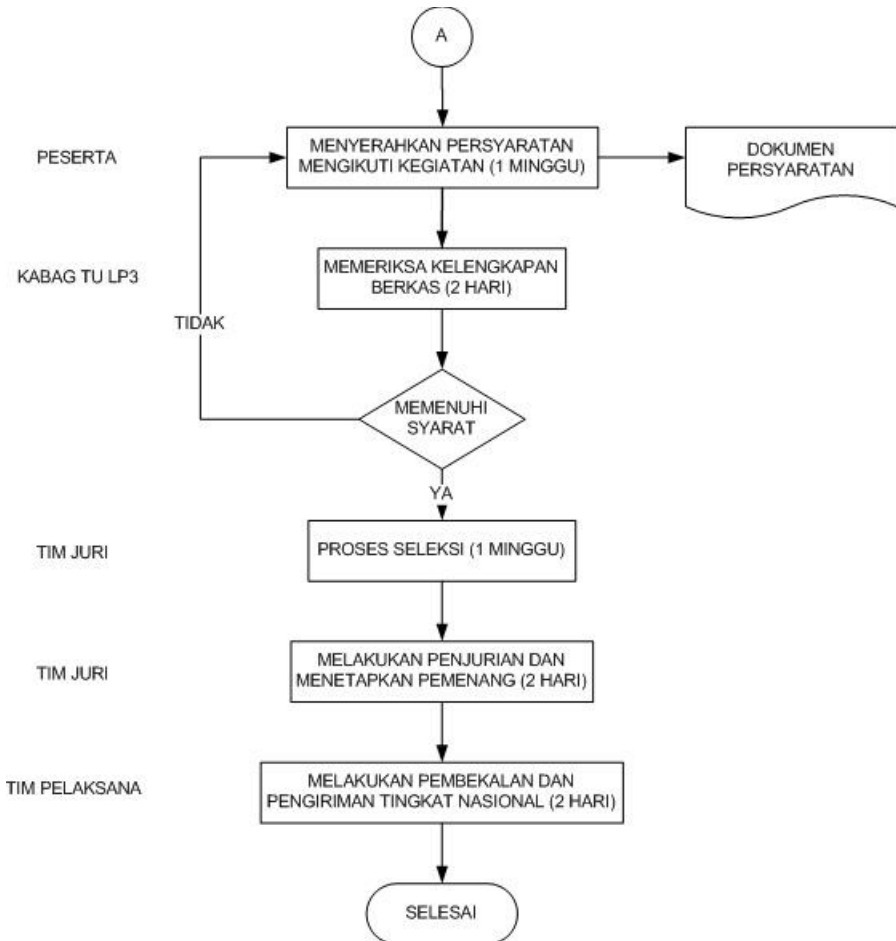 A
PESERTA
MENYERAHKAN PERSYARATAN
MENGIKUTI KEGIATAN (1 MINGGU)
DOKUMEN
PERSYARATAN
KABAG TU LP3
MEMERIKSA KELENGKAPAN
BERKAS (2 HARI)
TIDAK
MEMENUHI
SYARAT
YA
TIM JURI
PROSES SELEKSI (1 MINGGU)
TIM JURI
MELAKUKAN PENJURIAN DAN
MENETAPKAN PEMENANG (2 HARI)
TIM PELAKSANA
MELAKUKAN PEMBEKALAN DAN
PENGIRIMAN TINGKAT NASIONAL (2 HARI)
SELESAI